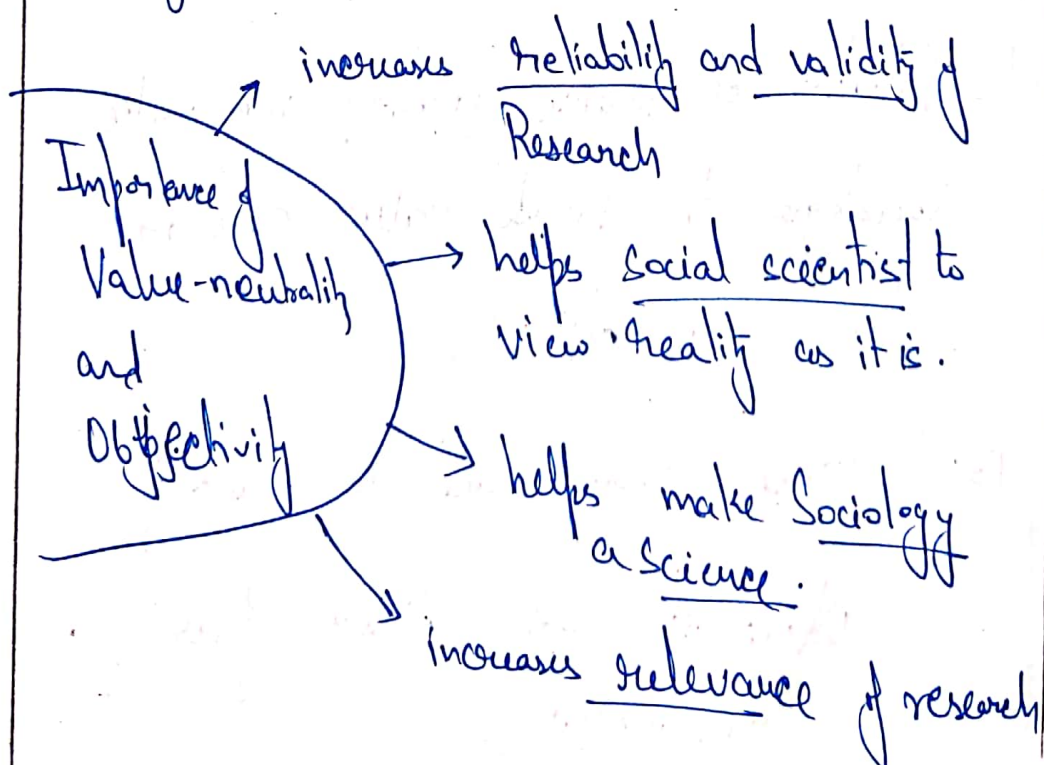 increases reliability and validity of
Research
Importance of
Value-neutrality
and
Objectivity
helps social scientist to
view reality as it is.
helps make Sociology
a science.
increases relevance of research